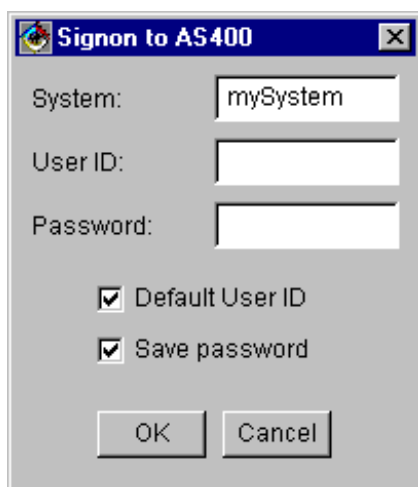 Signon to AS400
System: mySystem
User ID:
Password:
Default User ID
Save password
OK Cancel